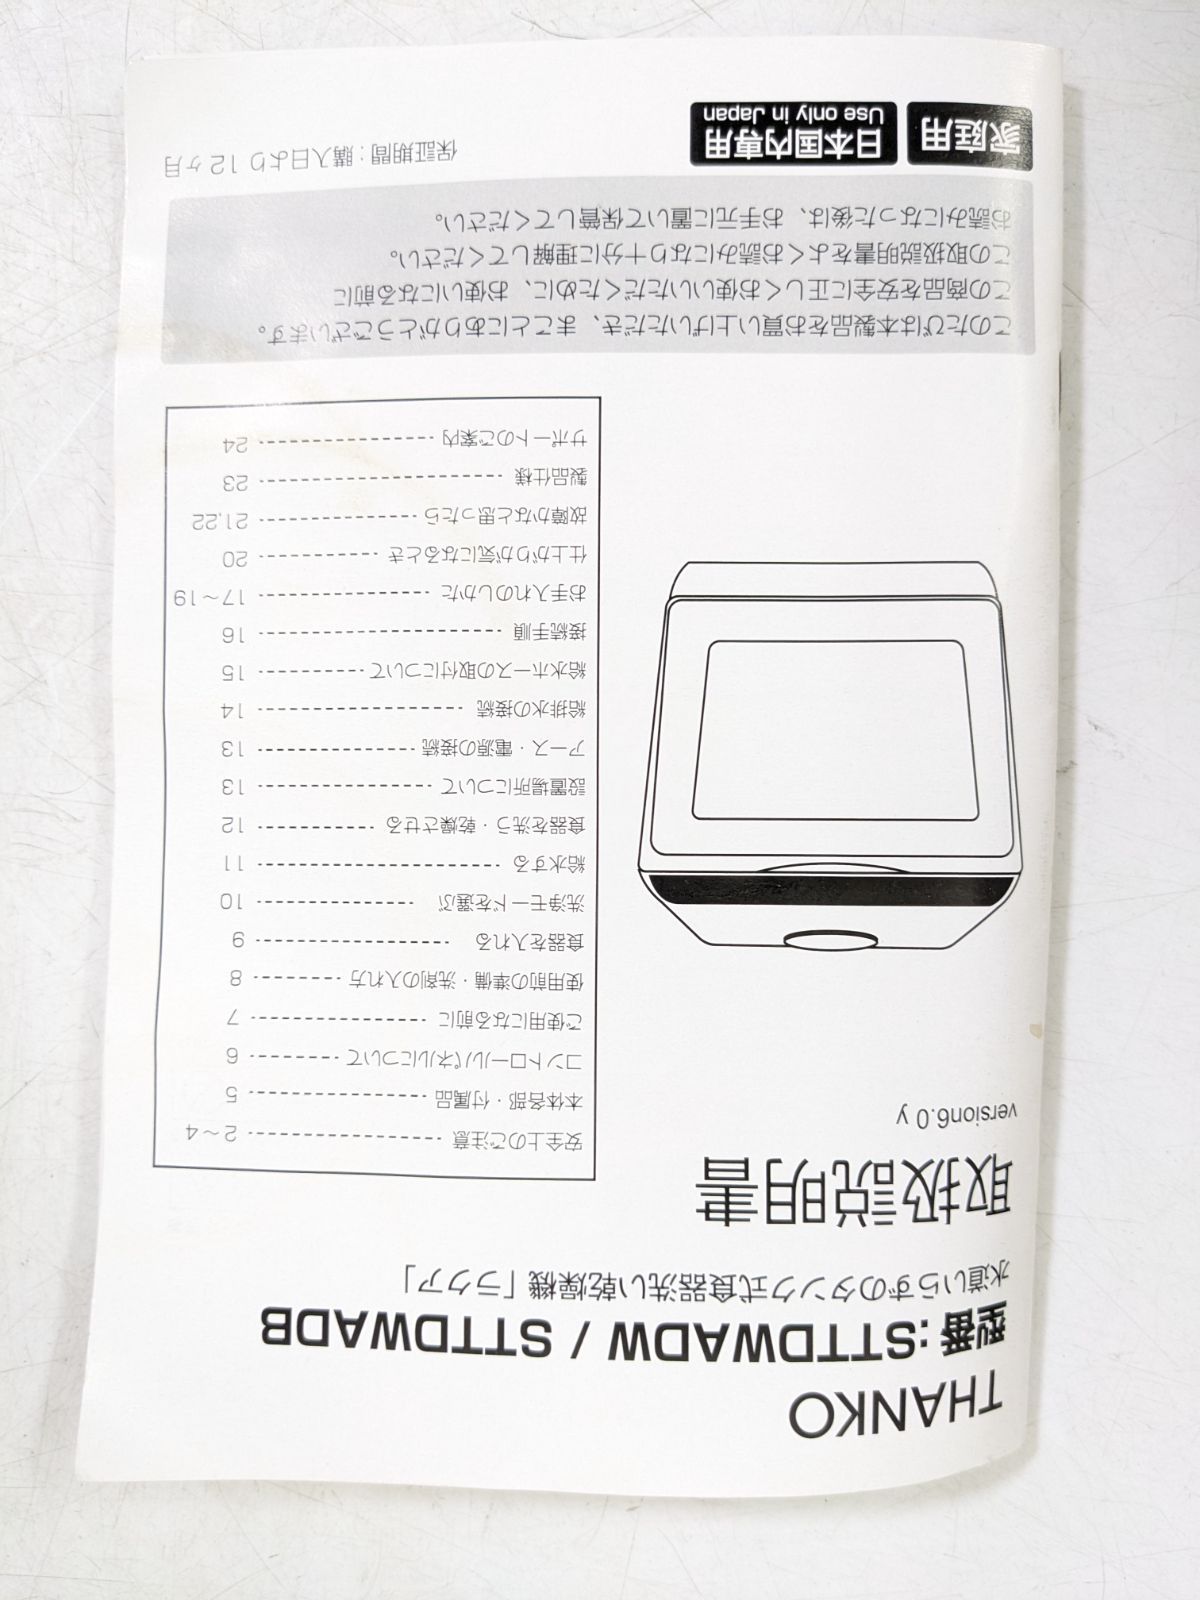 THANKO
型番：STTDWADW / STTDWADB
水道いらずのタンク式食器洗い乾燥機「ラクア」
取扱説明書
version6.0 y
安全上のご注意 2～4
本体各部・付属品 5
コントロールパネルについて 6
ご使用になる前に 7
使用前の準備・洗剤の入れ方 8
食器を入れる 9
洗浄モードを選ぶ 10
給水する 11
食器を洗う・乾燥させる 12
設置場所について 13
アース・電源の接続 13
給排水の接続 14
給水ホースの取付について 15
接続手順 16
お手入れのしかた 17～19
仕上がりが気になるとき 20
故障かなと思ったら 21,22
製品仕様 23
サポートのご案内 24
このたびは本製品をお買い上げいただき、まことにありがとうございます。
この商品を安全に正しくお使いいただくために、お使いになる前に
この取扱説明書をよくお読みになり十分に理解してください。
お読みになった後は、お手元に置いて保管してください。
家庭用
日本国内専用
Use only in Japan
保証期間：購入日より 12 ヶ月